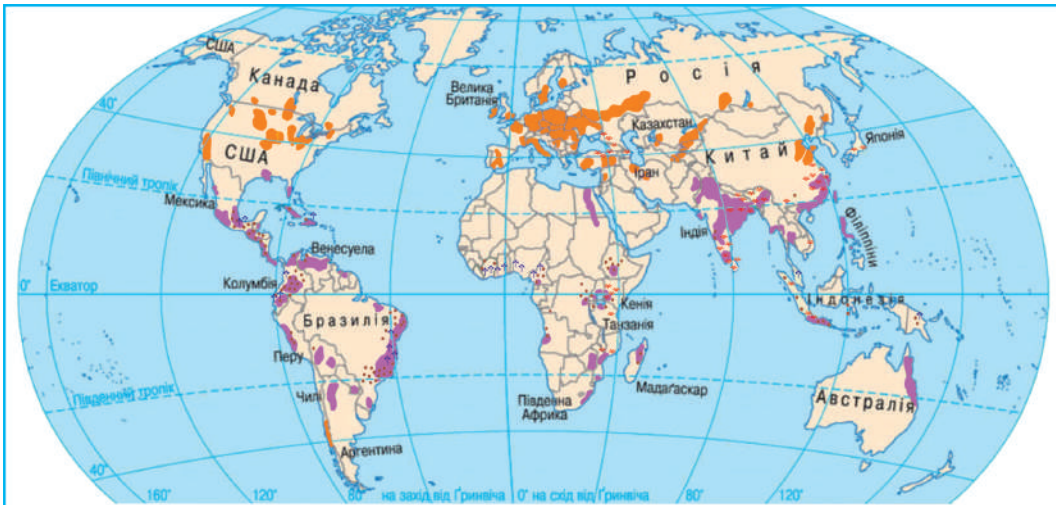 США
Канада
40°
США
Північний тропік
Мексика
Венесуела
Колумбія
0° Екватор
Бразилія
Перу
Південний тропік
Чилі
Аргентина
40°
160°
120°
80°
на захід від Ґринвіча
0°
на схід від Ґринвіча
80°
120°
Велика
Британія
Росія
Казахстан
Китай
Японія
Іран
Індія
Філіппіни
Індонезія
Кенія
Танзанія
Мадаґаскар
Південна
Африка
Австралія